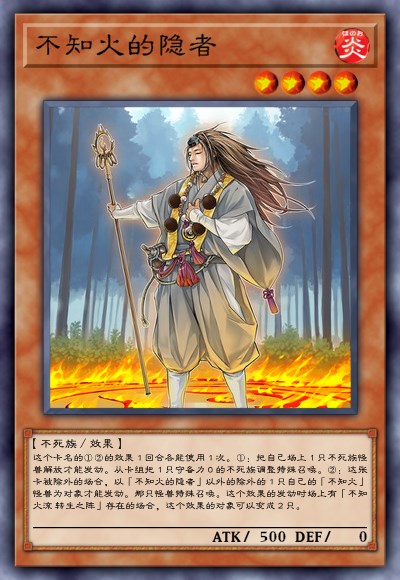 不知火的隐者
ほのお
炎
【不死族/效果】
这个卡名的①②的效果1回合各能使用1次。①:把自己场上1只不死族怪
兽解放才能发动。从卡组把1只守备力0的不死族调整特殊召唤。②:这张
卡被除外的场合,以「不知火的隐者」以外的除外的1只自己的「不知火」
怪兽为对象才能发动。那只怪兽特殊召唤。这个效果的发动时场上有「不知
火流 转生之阵」存在的场合,这个效果的对象可以变成2只。
ATK/ 500 DEF/ 0